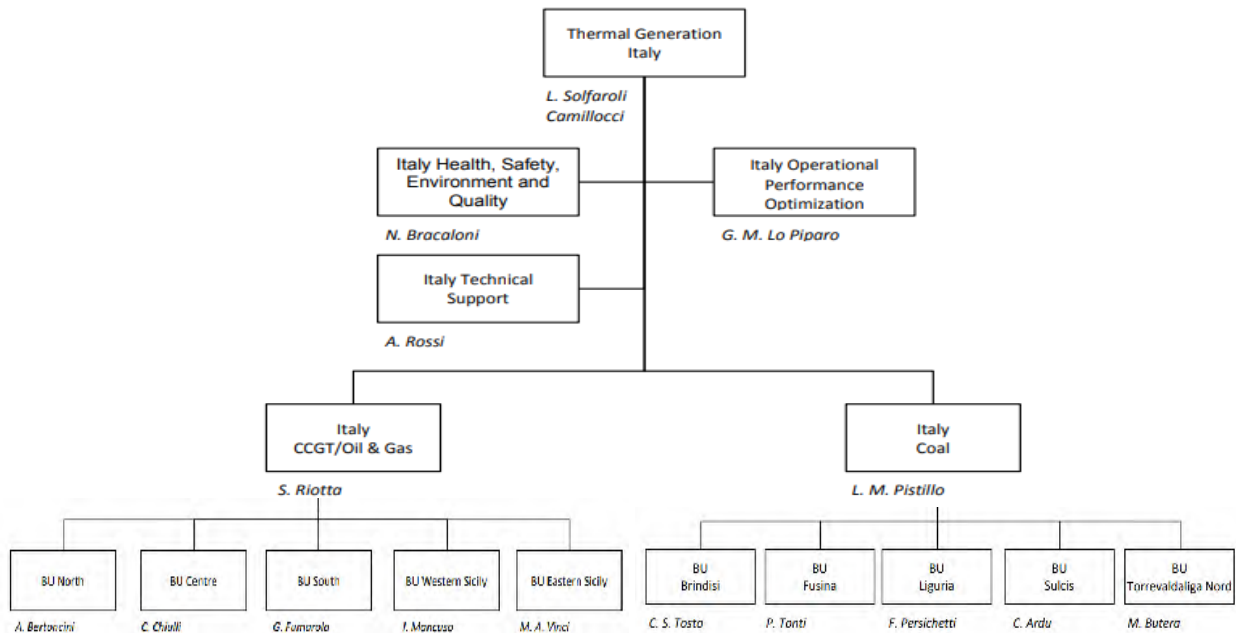 Thermal Generation
Italy
L. Solfaroli
Camillocci
Italy Health, Safety,
Environment and
Quality
N. Bracaloni
Italy Operational
Performance
Optimization
G. M. Lo Piparo
Italy Technical
Support
A. Rossi
Italy
CCGT/Oil & Gas
S. Riotta
Italy
Coal
L. M. Pistillo
BU North
A. Bertoncini
BU Centre
C. Chiulli
BU South
G. Fumarola
BU Western Sicily
I. Mancuso
BU Eastern Sicily
M. A. Vinci
BU
Brindisi
C. S. Tosto
BU
Fusina
P. Tonti
BU
Liguria
F. Persichetti
BU
Sulcis
C. Ardu
BU
Torrevaldaliga Nord
M. Butera